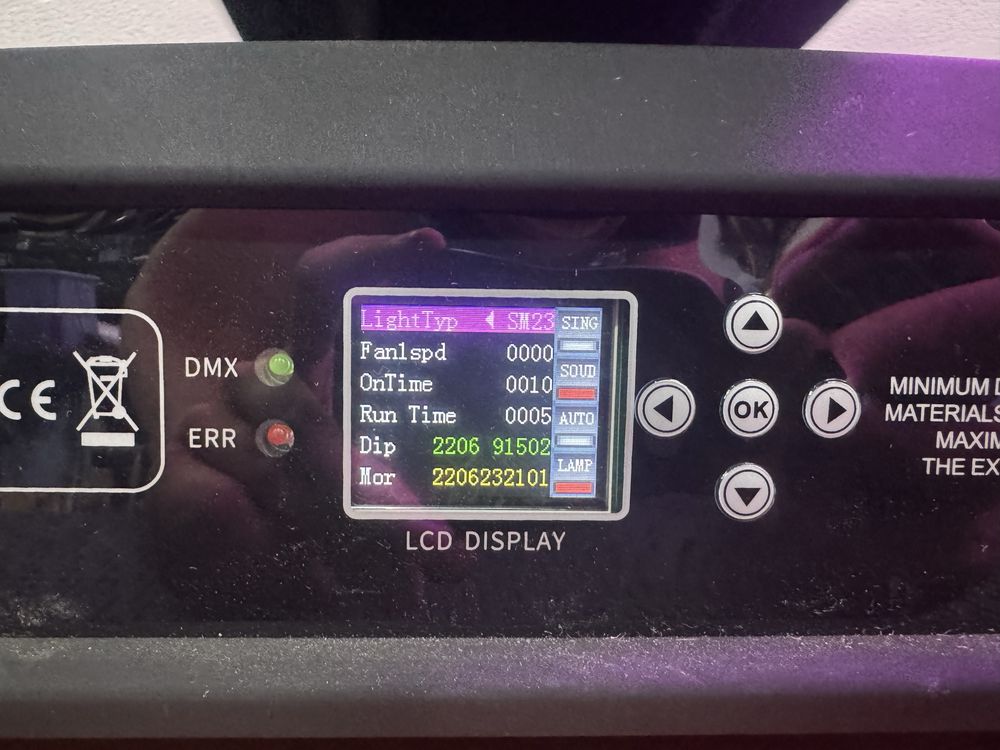 CE
DMX
ERR
LightTyp SM23
Fan1spd 0000
OnTime 0010
Run Time 0005
Dip 2206 91502
Mor 2206232101
SING
SOUD
AUTO
LAMP
LCD DISPLAY
OK
MINIMUM D
MATERIALS
MAXIM
THE EX